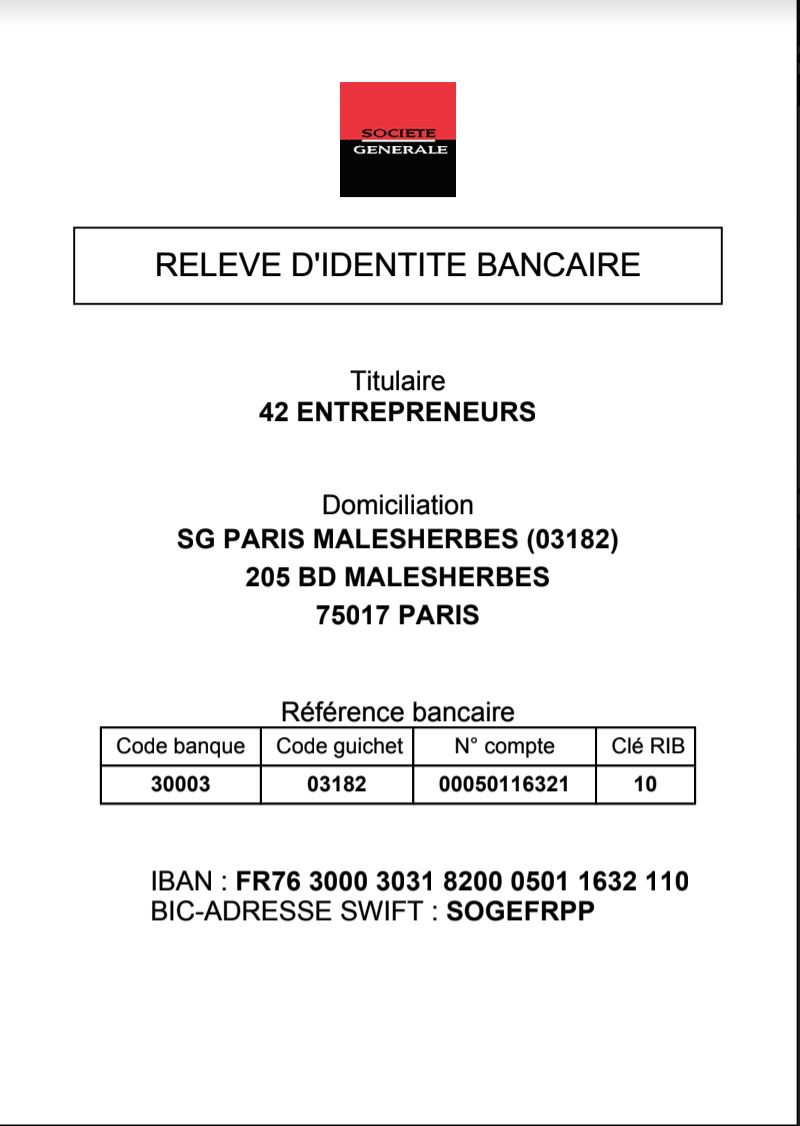 SOCIETE
GENERALE
RELEVE D'IDENTITE BANCAIRE
Titulaire
42 ENTREPRENEURS
Domiciliation
SG PARIS MALESHERBES (03182)
205 BD MALESHERBES
75017 PARIS
Référence bancaire
Code banque Code guichet N° compte Clé RIB
30003 03182 00050116321 10
IBAN : FR76 3000 3031 8200 0501 1632 110
BIC-ADRESSE SWIFT : SOGEFRPP